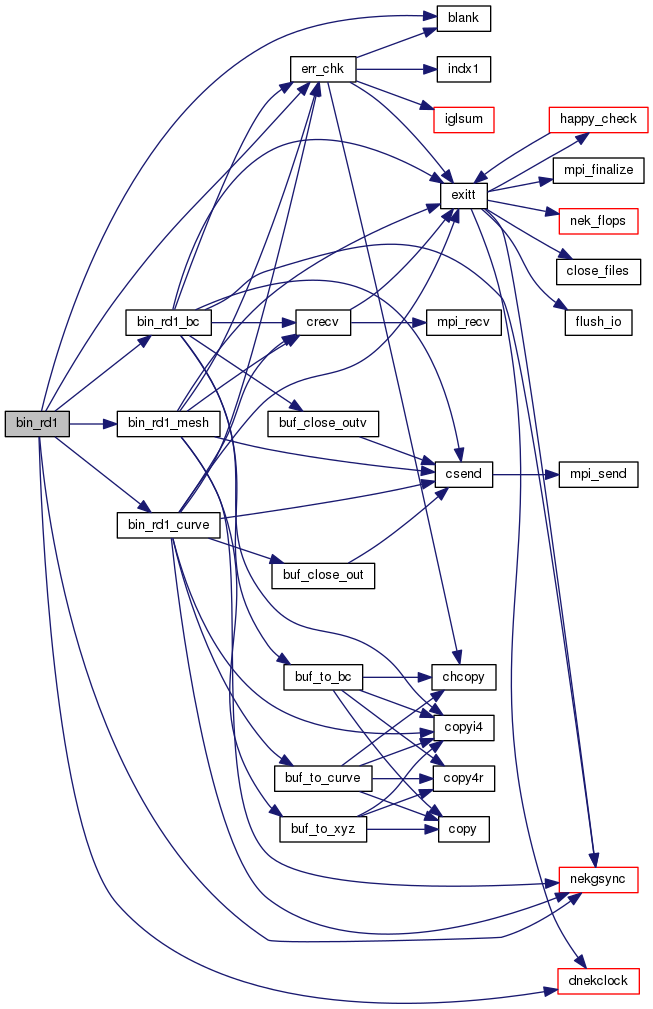 blank
err_chk
indx1
iglsum
happy_check
mpi_finalize
exitt
nek_flops
close_files
bin_rd1_bc
crecv
mpi_recv
flush_io
bin_rd1
bin_rd1_mesh
buf_close_outv
csend
mpi_send
bin_rd1_curve
buf_close_out
buf_to_bc
chcopy
copyi4
buf_to_curve
copy4r
buf_to_xyz
copy
nekgsync
dnekclock